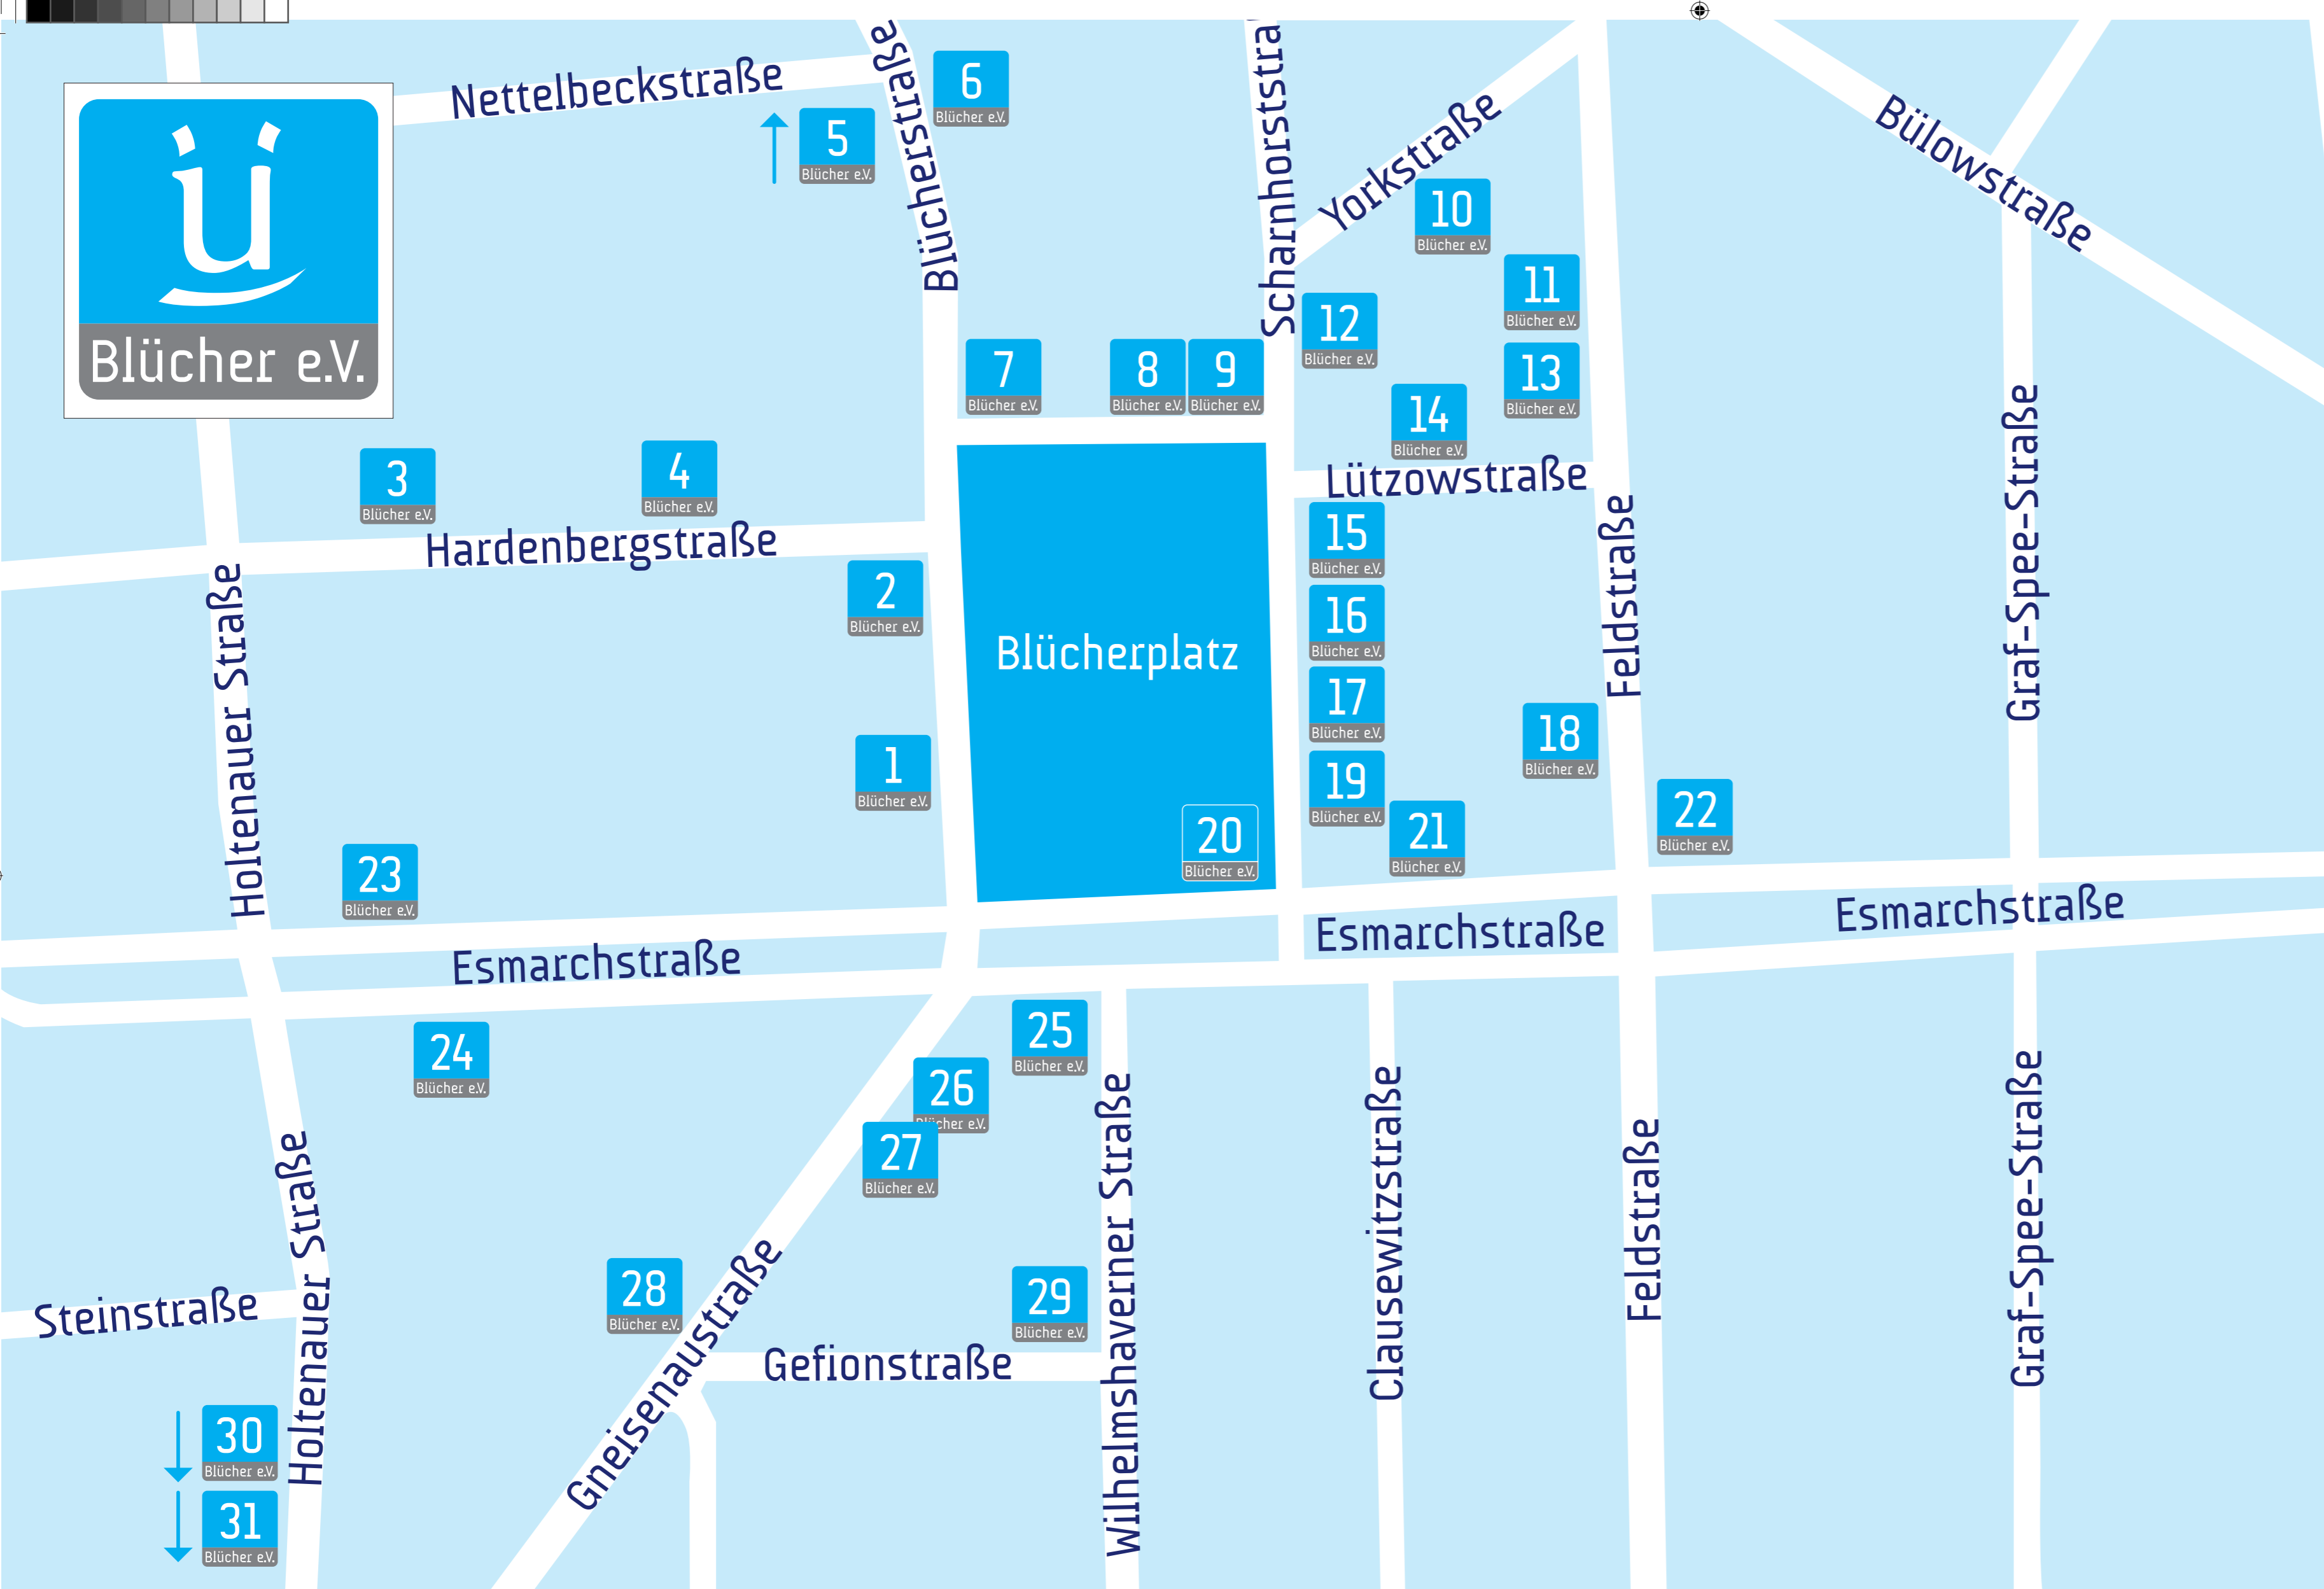 ü
Blücher e.V.
Nettelbeckstraße
Blücherstraße
Scharnhorststra
Yorkstraße
Bülowstraße
6
Blücher e.V.
5
Blücher e.V.
10
Blücher e.V.
11
Blücher e.V.
12
Blücher e.V.
7
Blücher e.V.
8
Blücher e.V.
9
Blücher e.V.
13
Blücher e.V.
14
Blücher e.V.
Lützowstraße
3
Blücher e.V.
4
Blücher e.V.
Hardenbergstraße
Holtenauer Straße
2
Blücher e.V.
Blücherplatz
15
Blücher e.V.
16
Blücher e.V.
17
Blücher e.V.
Feldstraße
Graf-Spee-Straße
18
Blücher e.V.
1
Blücher e.V.
19
Blücher e.V.
20
Blücher e.V.
21
Blücher e.V.
22
Blücher e.V.
23
Blücher e.V.
Esmarchstraße
Esmarchstraße
Esmarchstraße
24
Blücher e.V.
25
Blücher e.V.
26
cher e.V.
27
Blücher e.V.
Holtenauer Straße
Wilhelmshaverner Straße
Clausewitzstraße
Feldstraße
Graf-Spee-Straße
Steinstraße
28
Blücher e.V.
Gneisenaustraße
29
Blücher e.V.
Gefionstraße
30
Blücher e.V.
31
Blücher e.V.